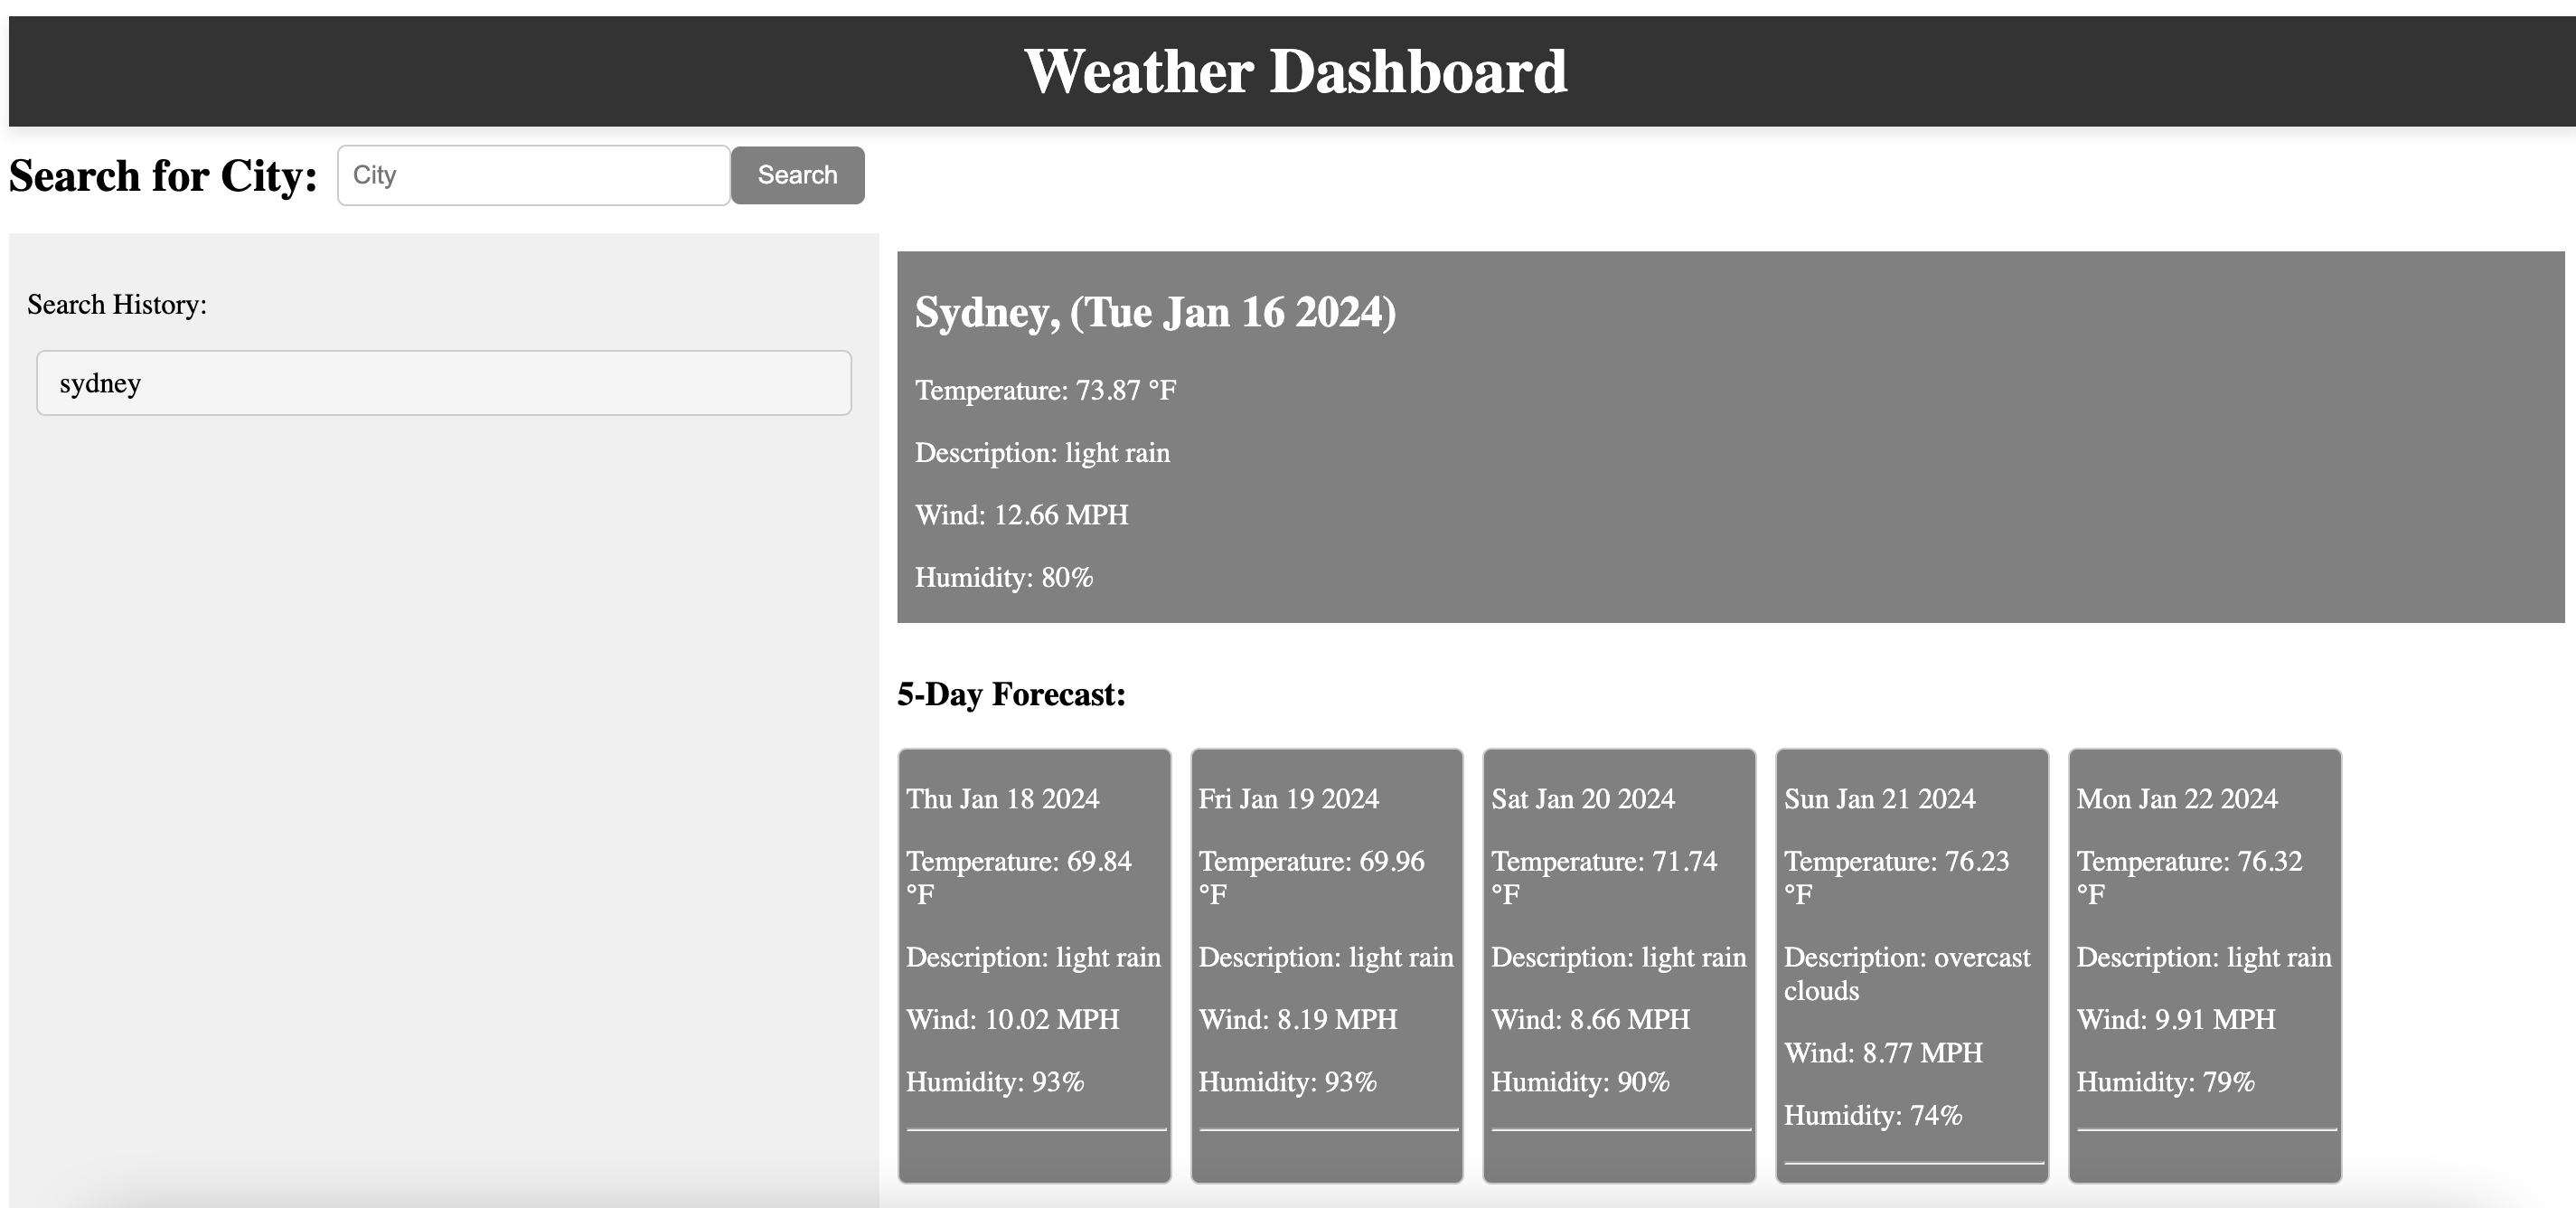 Weather Dashboard
Search for City:
City
Search
Search History:
sydney
Sydney, (Tue Jan 16 2024)
Temperature: 73.87 °F
Description: light rain
Wind: 12.66 MPH
Humidity: 80%
5-Day Forecast:
Thu Jan 18 2024
Temperature: 69.84
°F
Description: light rain
Wind: 10.02 MPH
Humidity: 93%
Fri Jan 19 2024
Temperature: 69.96
°F
Description: light rain
Wind: 8.19 MPH
Humidity: 93%
Sat Jan 20 2024
Temperature: 71.74
°F
Description: light rain
Wind: 8.66 MPH
Humidity: 90%
Sun Jan 21 2024
Temperature: 76.23
°F
Description: overcast
clouds
Wind: 8.77 MPH
Humidity: 74%
Mon Jan 22 2024
Temperature: 76.32
°F
Description: light rain
Wind: 9.91 MPH
Humidity: 79%